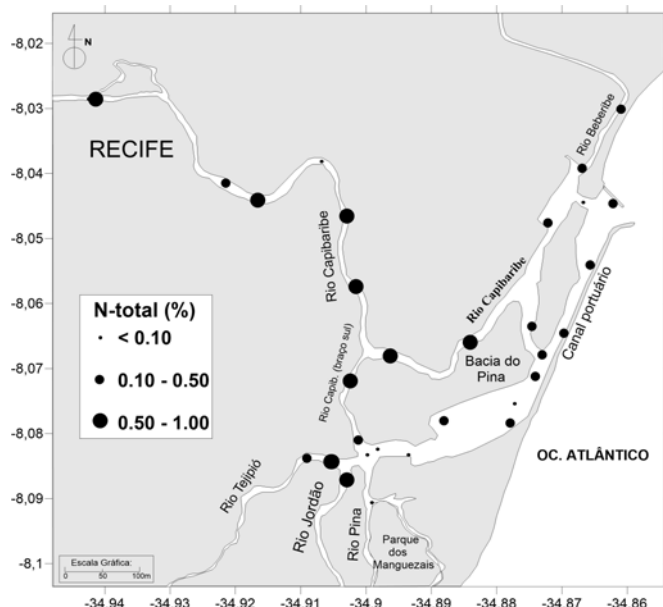 -8,02
-8,03
-8,04
-8,05
-8,06
-8,07
-8,08
-8,09
-8,1
N
RECIFE
Rio Beberibe
Rio Capibaribe
Rio Capibaribe
Canal portuário
N-total (%)
< 0.10
0.10 - 0.50
0.50 - 1.00
Rio Capib. (braço sul)
Bacia do
Pina
OC. ATLÂNTICO
Rio Tejipió
Rio Jordão
Rio Pina
Parque
dos
Manguezais
Escala Gráfica:
0 50 100m
-34.94 -34.93 -34.92 -34.91 -34.9 -34.89 -34.88 -34.87 -34.86